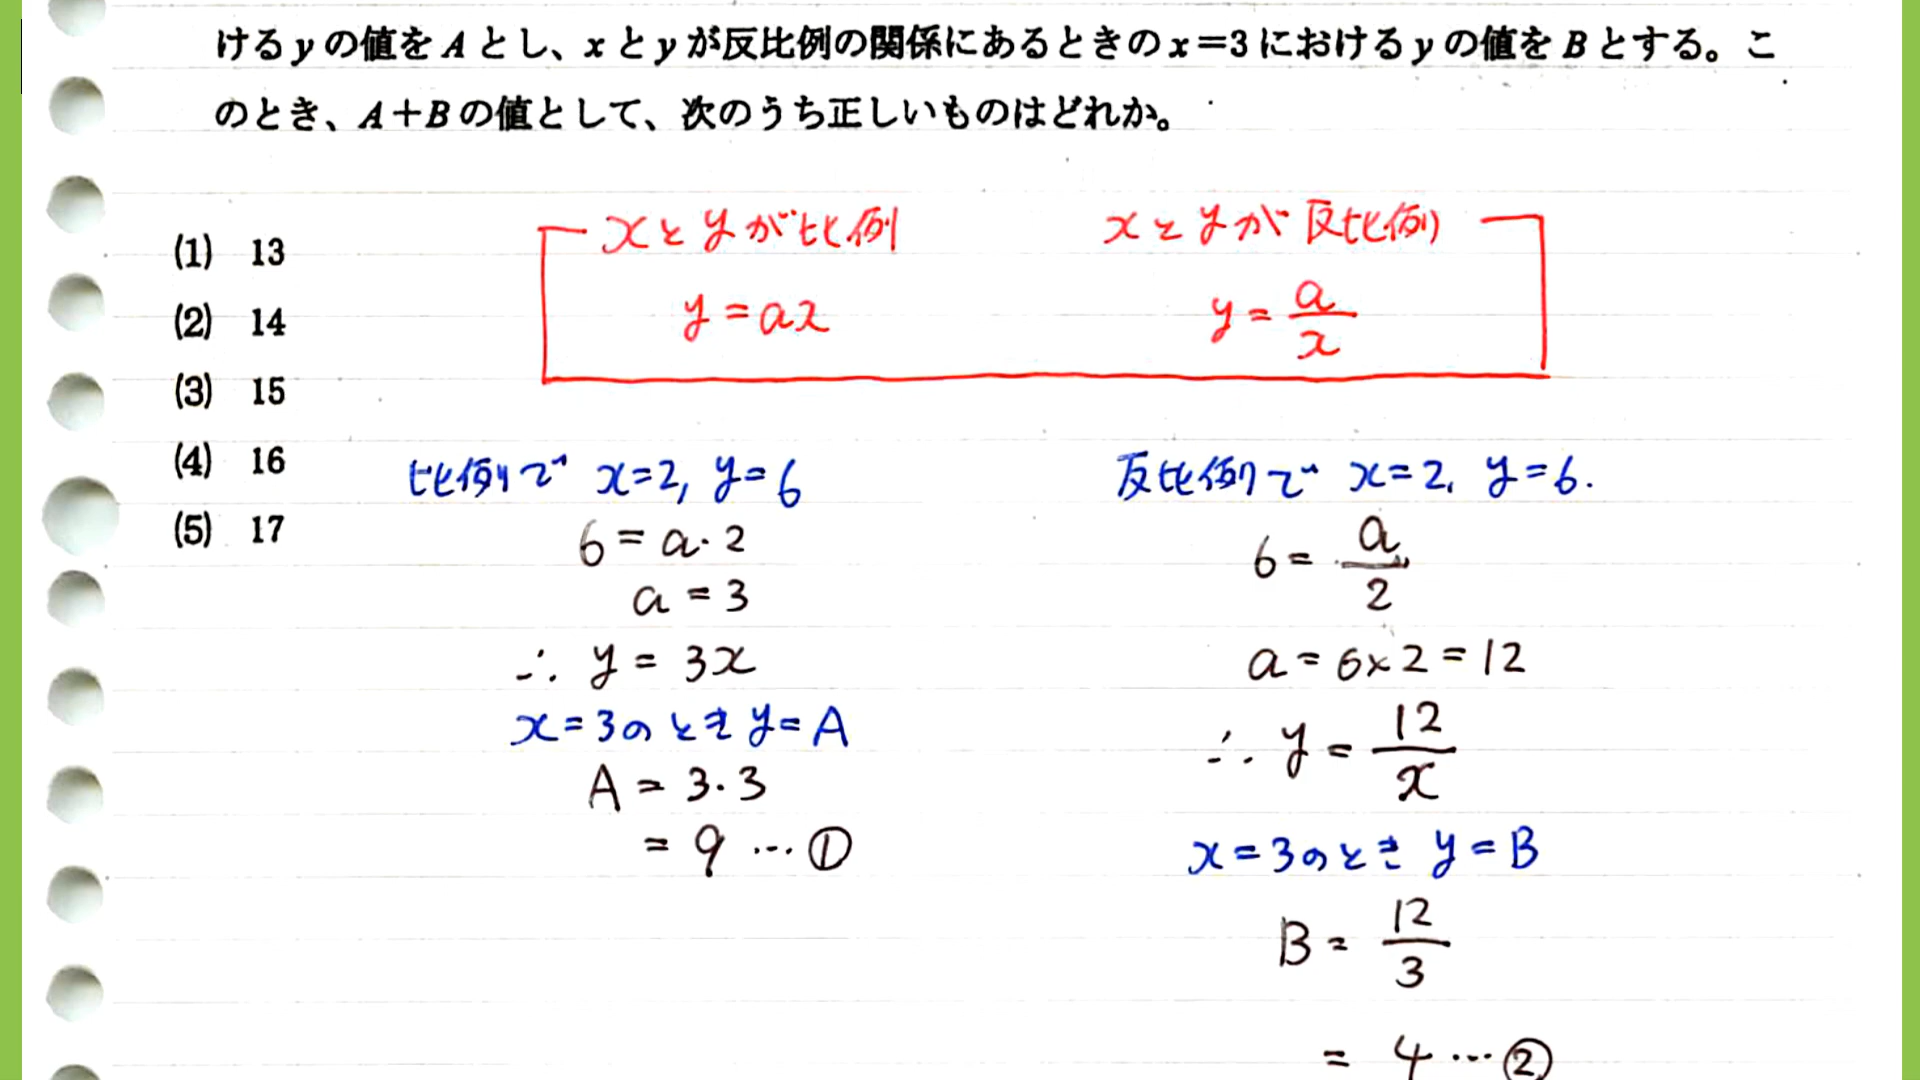 けるyの値をAとし、xとyが反比例の関係にあるときのx=3におけるyの値をBとする。こ
のとき、A+Bの値として、次のうち正しいものはどれか。
(1) 13
(2) 14
(3) 15
(4) 16
(5) 17
xとyが比例
y=ax
xとyが反比例
y=a/x
比例で x=2, y=6
6=a・2
a=3
∴ y=3x
x=3のとき y=A
A=3・3
=9 …①
反比例で x=2, y=6.
6=a/2
a=6×2=12
∴ y=12/x
x=3のとき y=B
B=12/3
=4 …②